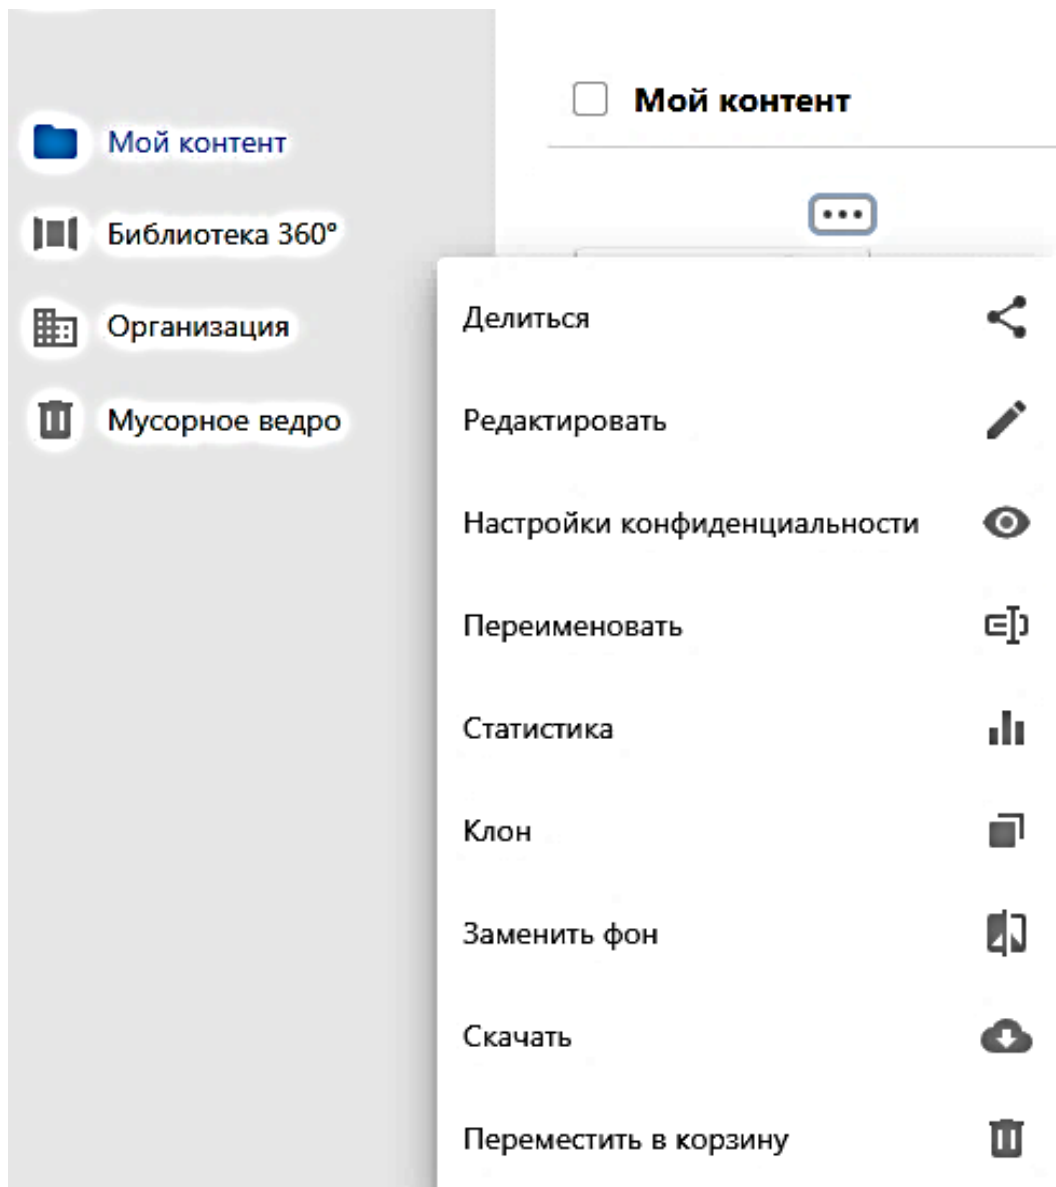 Мой контент
Библиотека 360°
Организация
Мусорное ведро
Мой контент
Делиться
Редактировать
Настройки конфиденциальности
Переименовать
Статистика
Клон
Заменить фон
Скачать
Переместить в корзину